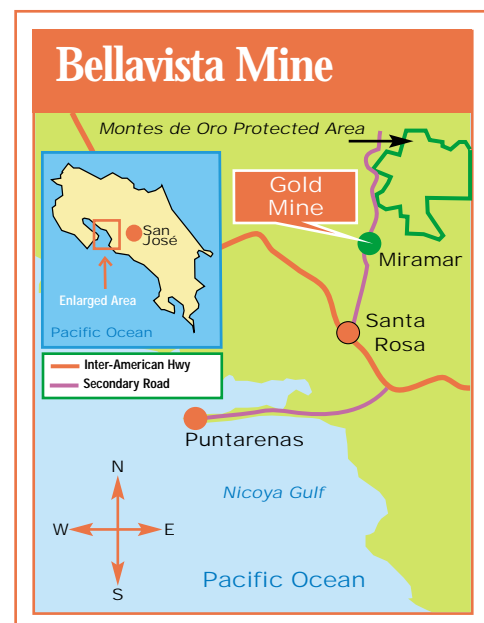 Bellavista Mine
Montes de Oro Protected Area
Gold
Mine
Miramar
San
José
Enlarged Area
Pacific Ocean
Santa
Rosa
Inter-American Hwy
Secondary Road
Puntarenas
N
Nicoya Gulf
W
E
S
Pacific Ocean